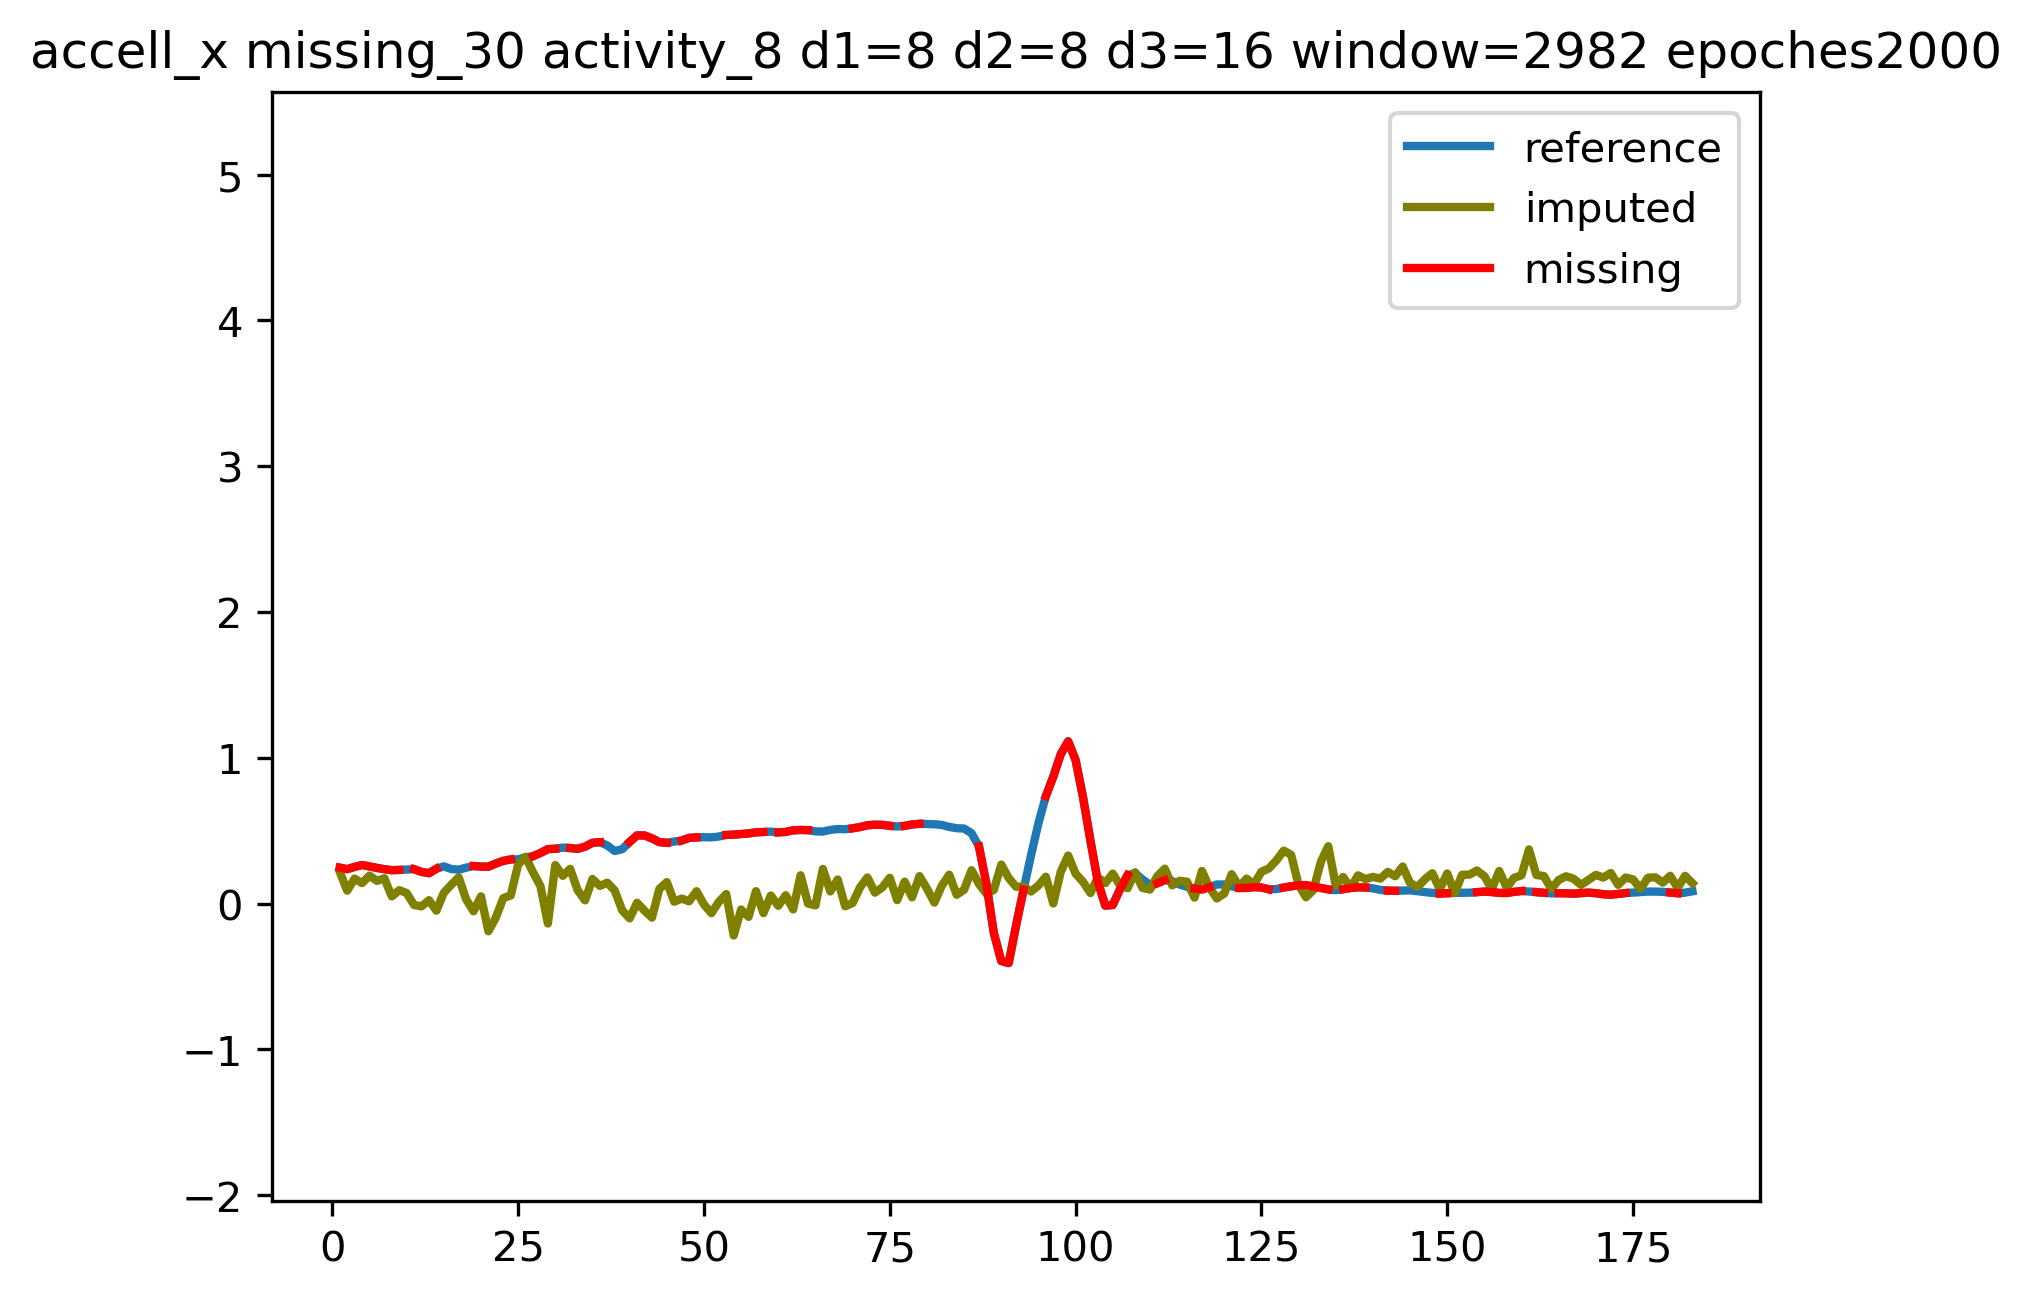 accell_x missing_30 activity_8 d1=8 d2=8 d3=16 window=2982 epoches2000
reference
imputed
missing
5
4
3
2
1
0
−1
−2
0 25 50 75 100 125 150 175